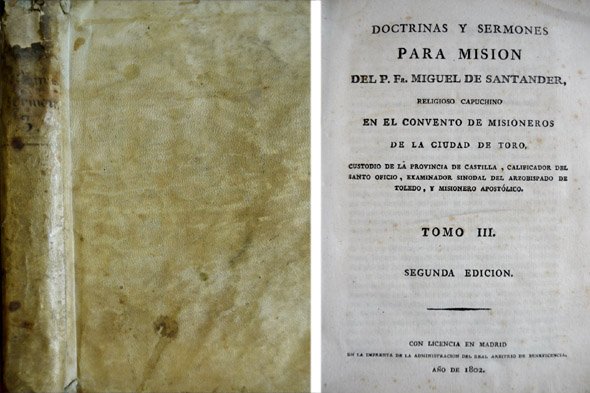 3
DOCTRINAS Y SERMONES
PARA MISION
DEL P. FR. MIGUEL DE SANTANDER,
RELIGIOSO CAPUCHINO
EN EL CONVENTO DE MISIONEROS
DE LA CIUDAD DE TORO.
CUSTODIO DE LA PROVINCIA DE CASTILLA, CALIFICADOR DEL
SANTO OFICIO, EXAMINADOR SINODAL DEL ARZOBISPADO DE
TOLEDO, Y MISIONERO APOSTÓLICO.
TOMO III.
SEGUNDA EDICION.
CON LICENCIA EN MADRID
EN LA IMPRENTA DE LA ADMINISTRACION DEL REAL ARBITRIO DE BENEFICENCIA.
AÑO DE 1802.